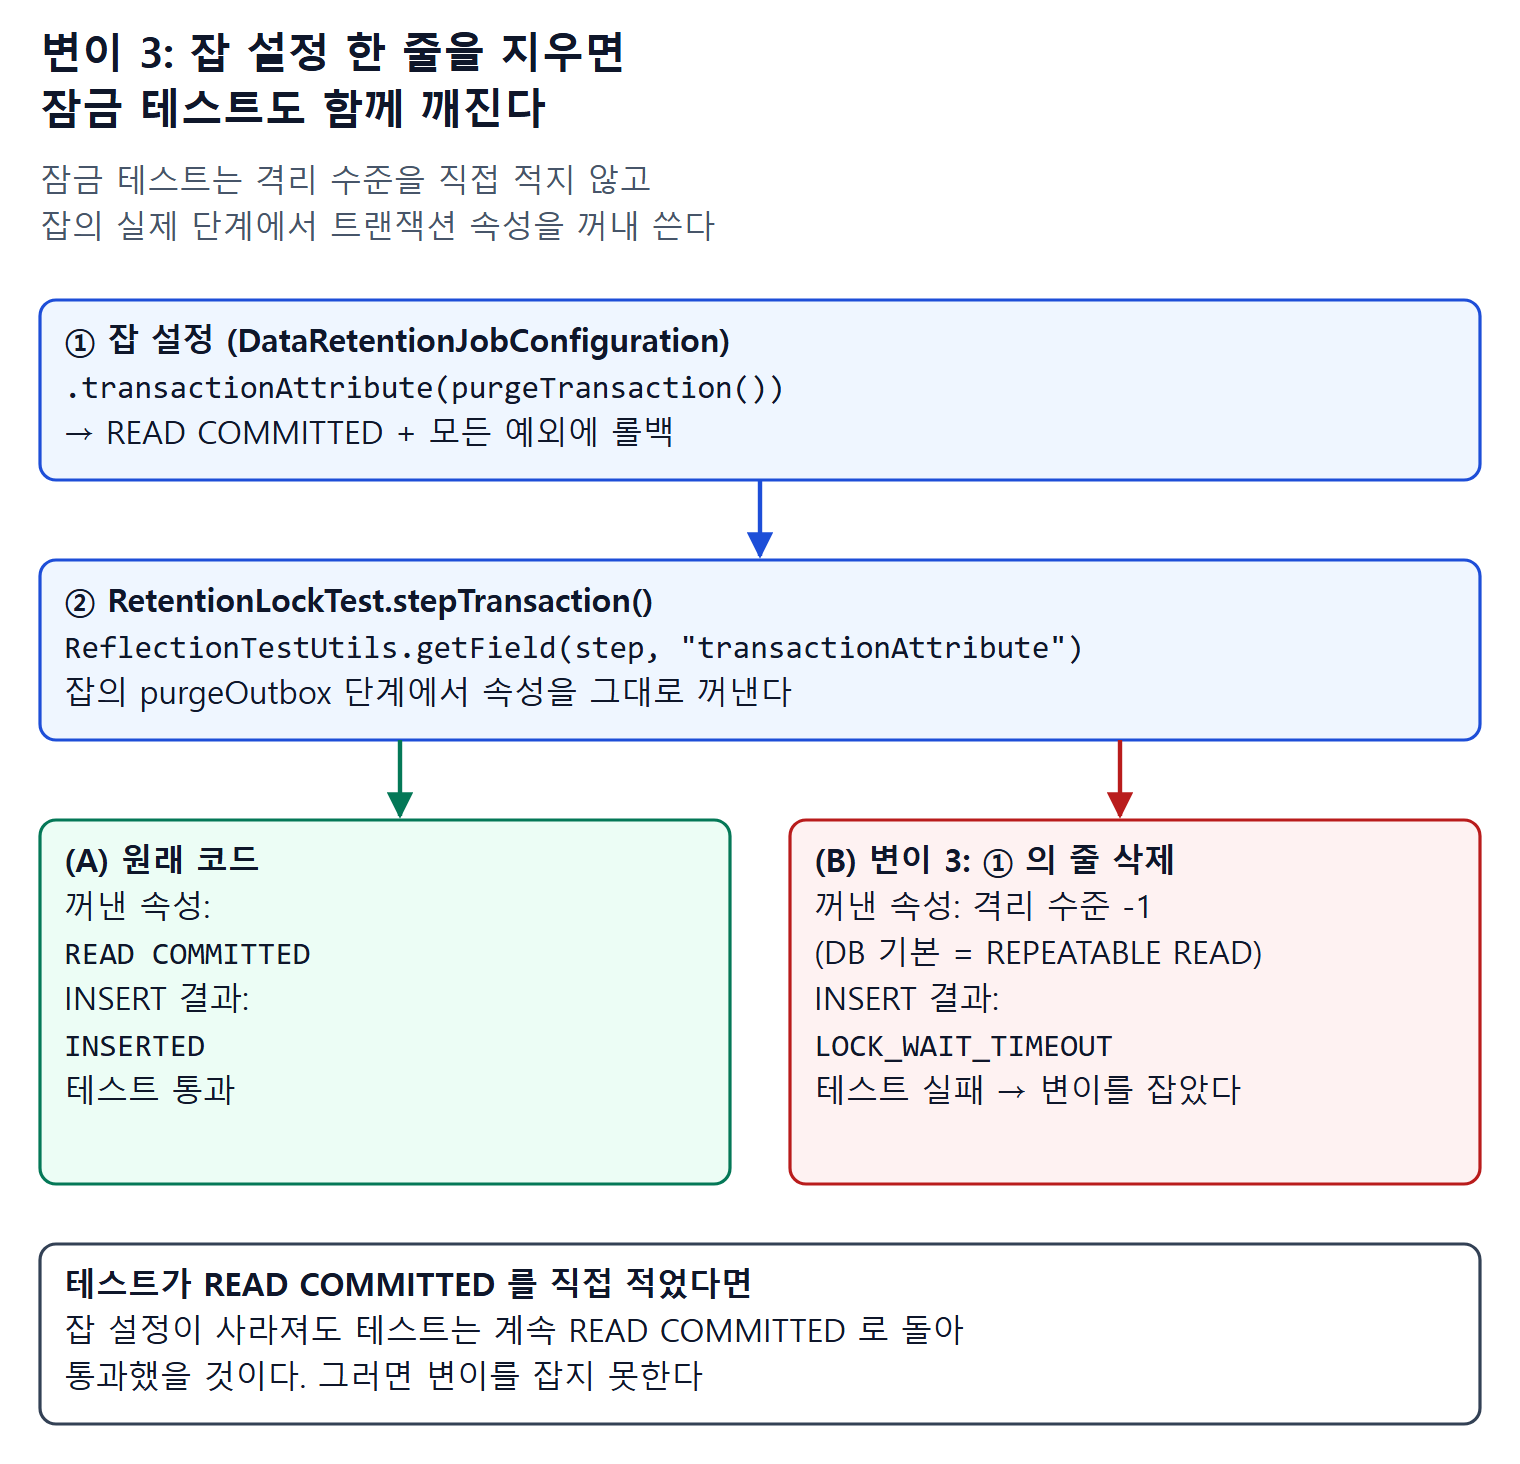 변이 3: 잡 설정 한 줄을 지우면
잠금 테스트도 함께 깨진다
잠금 테스트는 격리 수준을 직접 적지 않고
잡의 실제 단계에서 트랜잭션 속성을 꺼내 쓴다
① 잡 설정 (DataRetentionJobConfiguration)
.transactionAttribute(purgeTransaction())
→ READ COMMITTED + 모든 예외에 롤백
② RetentionLockTest.stepTransaction()
ReflectionTestUtils.getField(step, "transactionAttribute")
잡의 purgeOutbox 단계에서 속성을 그대로 꺼낸다
(A) 원래 코드
꺼낸 속성:
READ COMMITTED
INSERT 결과:
INSERTED
테스트 통과
(B) 변이 3: ① 의 줄 삭제
꺼낸 속성: 격리 수준 -1
(DB 기본 = REPEATABLE READ)
INSERT 결과:
LOCK_WAIT_TIMEOUT
테스트 실패 → 변이를 잡았다
테스트가 READ COMMITTED 를 직접 적었다면
잡 설정이 사라져도 테스트는 계속 READ COMMITTED 로 돌아
통과했을 것이다. 그러면 변이를 잡지 못한다